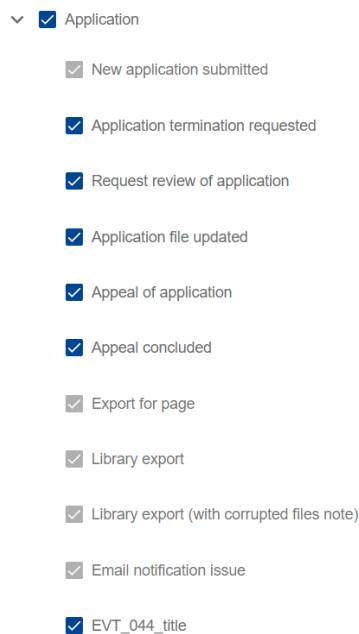 Application
New application submitted
Application termination requested
Request review of application
Application file updated
Appeal of application
Appeal concluded
Export for page
Library export
Library export (with corrupted files note)
Email notification issue
EVT_044_title